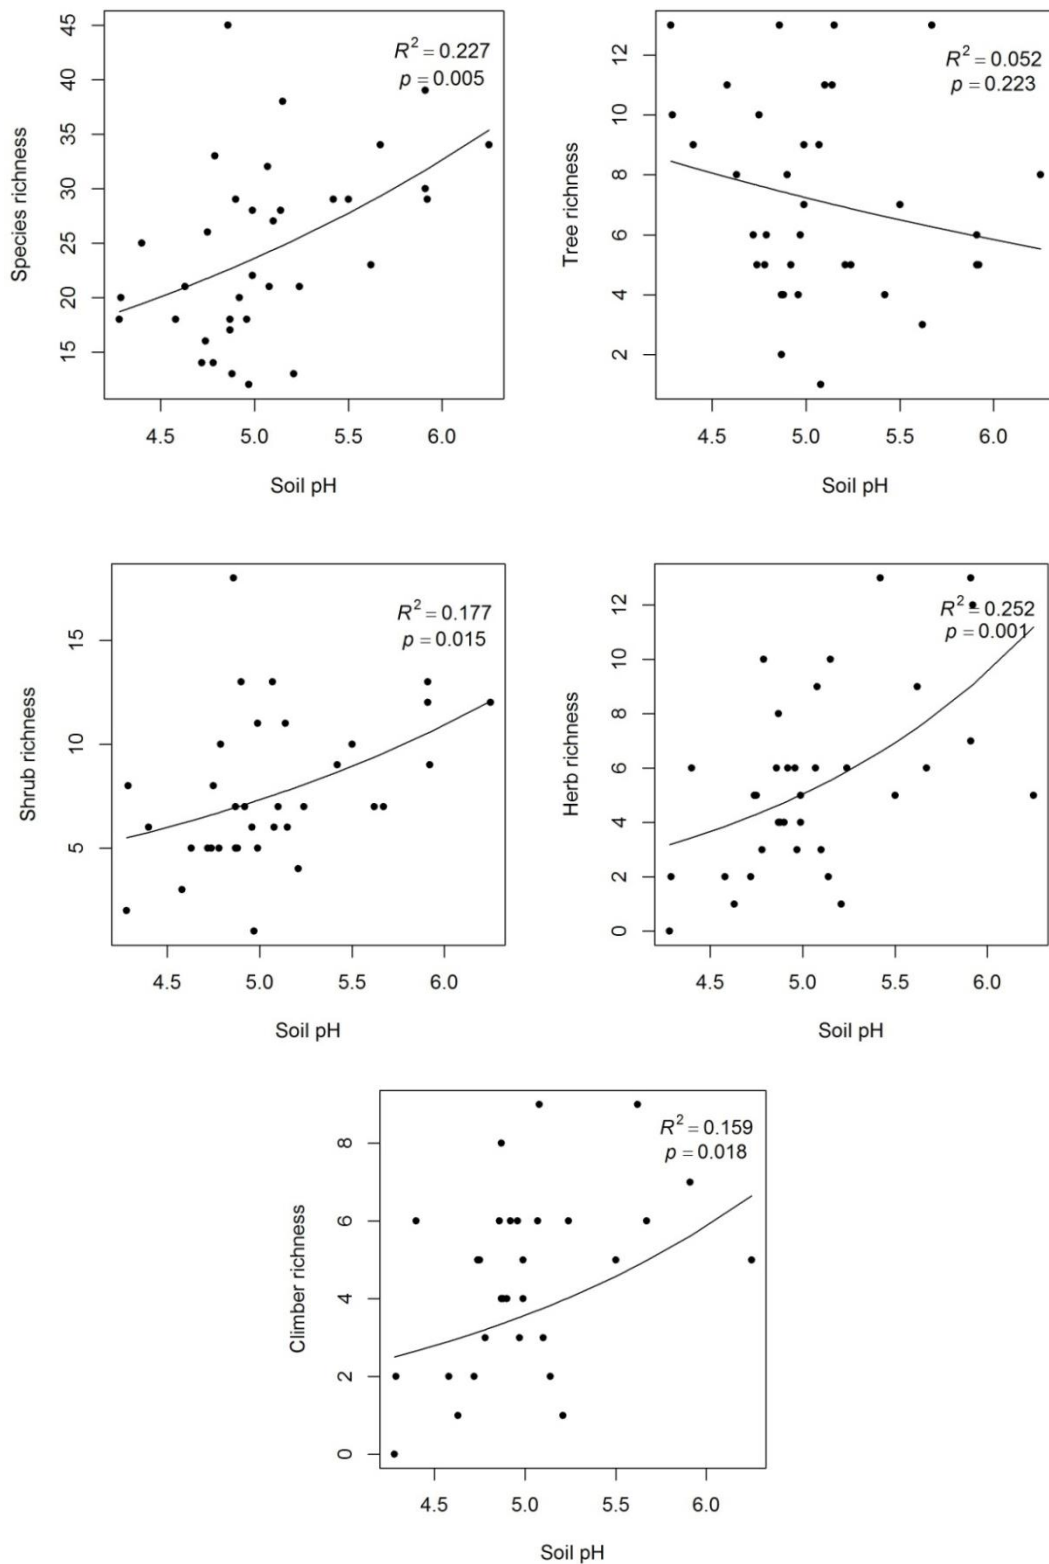 Species richness
45
40
35
30
25
20
15
R² = 0.227
p = 0.005
4.5 5.0 5.5 6.0
Soil pH
Tree richness
12
10
8
6
4
2
R² = 0.052
p = 0.223
4.5 5.0 5.5 6.0
Soil pH
Shrub richness
15
10
5
R² = 0.177
p = 0.015
4.5 5.0 5.5 6.0
Soil pH
Herb richness
12
10
8
6
4
2
0
R² = 0.252
p = 0.001
4.5 5.0 5.5 6.0
Soil pH
Climber richness
8
6
4
2
0
R² = 0.159
p = 0.018
4.5 5.0 5.5 6.0
Soil pH